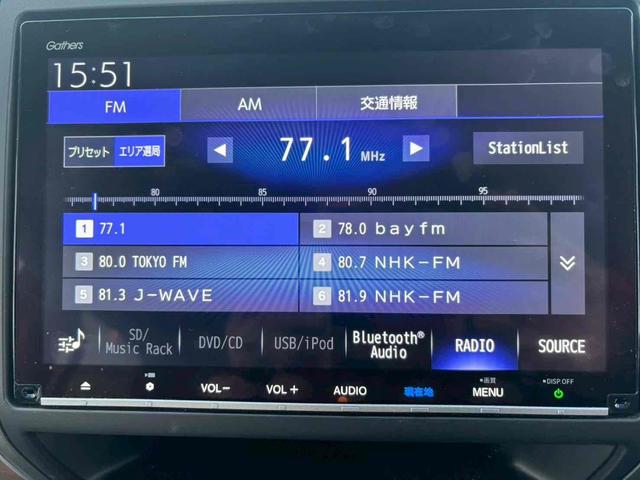 Gathers
15:51
FM AM 交通情報
プリセット エリア選局 77.1 MHz StationList
80 85 90 95
1 77.1 2 78.0 bayfm
3 80.0 TOKYO FM 4 80.7 NHK-FM
5 81.3 J-WAVE 6 81.9 NHK-FM
SD/ Music Rack DVD/CD USB/iPod Bluetooth® Audio RADIO SOURCE
VOL- VOL+ AUDIO 現在地 画質 MENU DISP.OFF